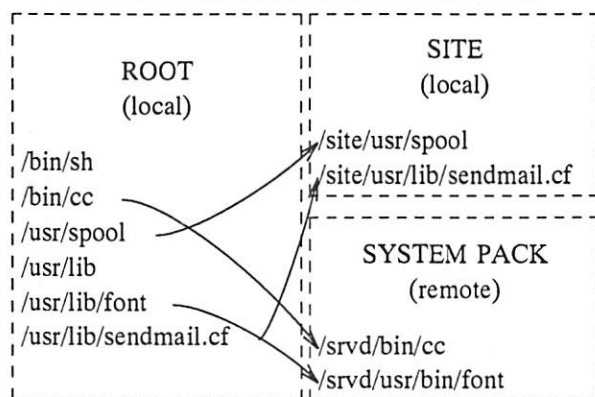 ROOT
(local)
/bin/sh
/bin/cc
/usr/spool
/usr/lib
/usr/lib/font
/usr/lib/sendmail.cf
SITE
(local)
/site/usr/spool
/site/usr/lib/sendmail.cf
SYSTEM PACK
(remote)
/srvd/bin/cc
/srvd/usr/bin/font